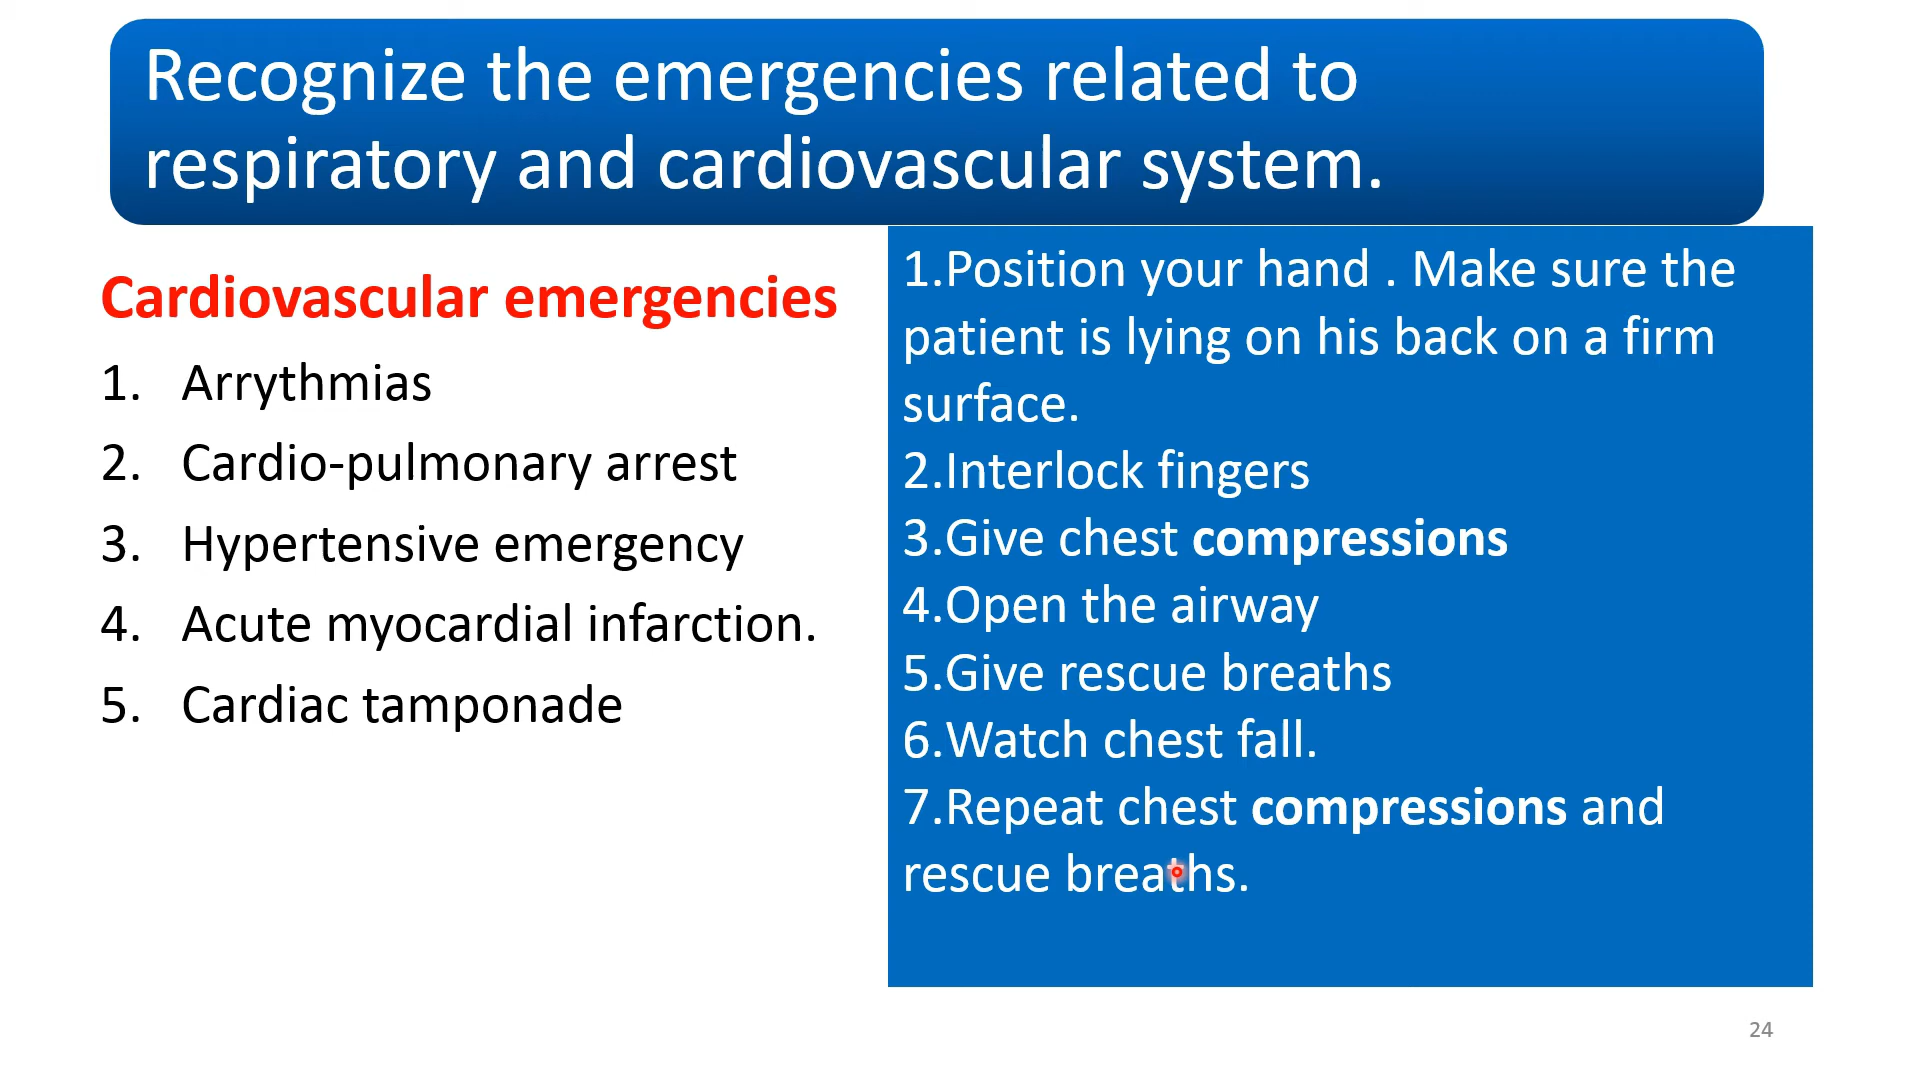 Recognize the emergencies related to
respiratory and cardiovascular system.
Cardiovascular emergencies
1. Arrythmias
2. Cardio-pulmonary arrest
3. Hypertensive emergency
4. Acute myocardial infarction.
5. Cardiac tamponade
1.Position your hand . Make sure the
patient is lying on his back on a firm
surface.
2.Interlock fingers
3.Give chest compressions
4.Open the airway
5.Give rescue breaths
6.Watch chest fall.
7.Repeat chest compressions and
rescue breaths.
24